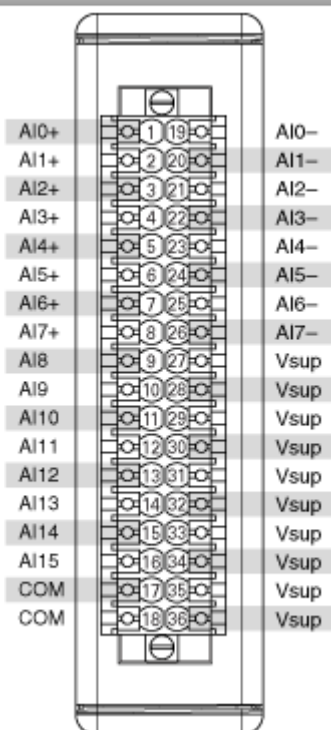 AI0+ 1 19 AI0–
AI1+ 2 20 AI1–
AI2+ 3 21 AI2–
AI3+ 4 22 AI3–
AI4+ 5 23 AI4–
AI5+ 6 24 AI5–
AI6+ 7 25 AI6–
AI7+ 8 26 AI7–
AI8 9 27 Vsup
AI9 10 28 Vsup
AI10 11 29 Vsup
AI11 12 30 Vsup
AI12 13 31 Vsup
AI13 14 32 Vsup
AI14 15 33 Vsup
AI15 16 34 Vsup
COM 17 35 Vsup
COM 18 36 Vsup